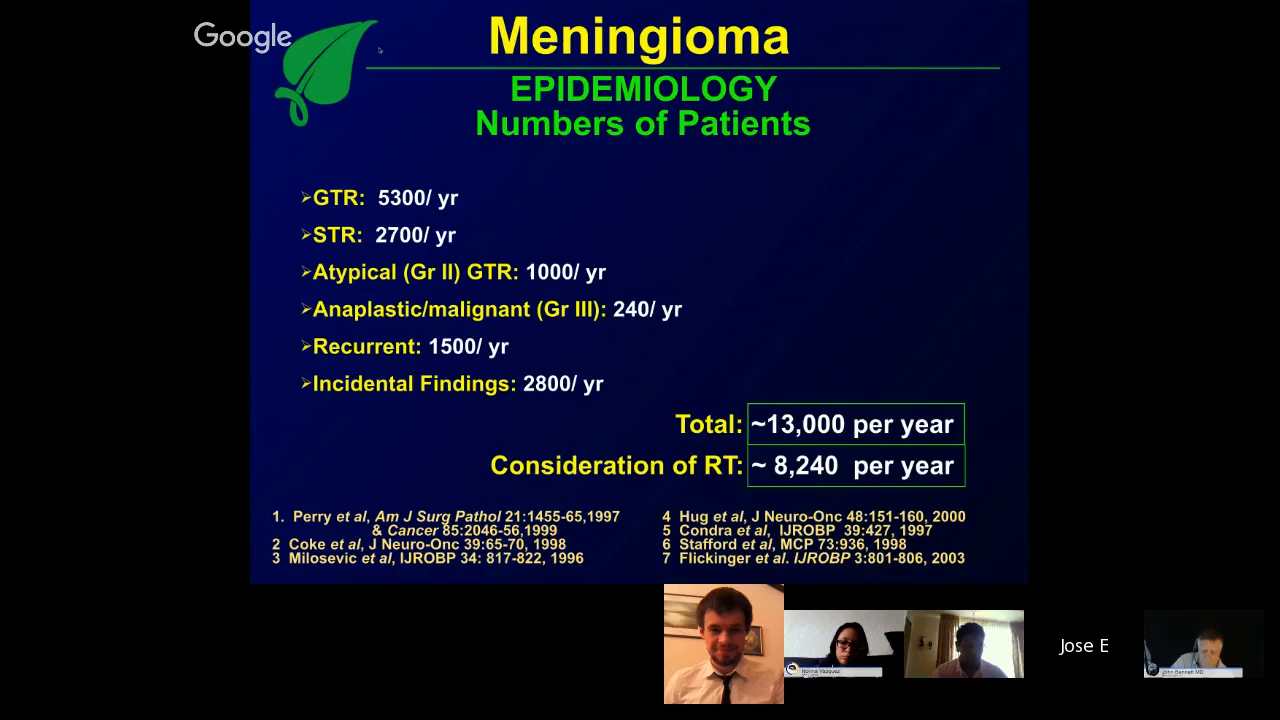 Google
Meningioma
EPIDEMIOLOGY
Numbers of Patients
➢GTR: 5300/ yr
➢STR: 2700/ yr
➢Atypical (Gr II) GTR: 1000/ yr
➢Anaplastic/malignant (Gr III): 240/ yr
➢Recurrent: 1500/ yr
➢Incidental Findings: 2800/ yr
Total: ~13,000 per year
Consideration of RT: ~ 8,240 per year
1. Perry et al, Am J Surg Pathol 21:1455-65,1997
& Cancer 85:2046-56,1999
2 Coke et al, J Neuro-Onc 39:65-70, 1998
3 Milosevic et al, IJROBP 34: 817-822, 1996
4 Hug et al, J Neuro-Onc 48:151-160, 2000
5 Condra et al, IJROBP 39:427, 1997
6 Stafford et al, MCP 73:936, 1998
7 Flickinger et al. IJROBP 3:801-806, 2003
Norma Vazquez
Jose E
John Bennett MD